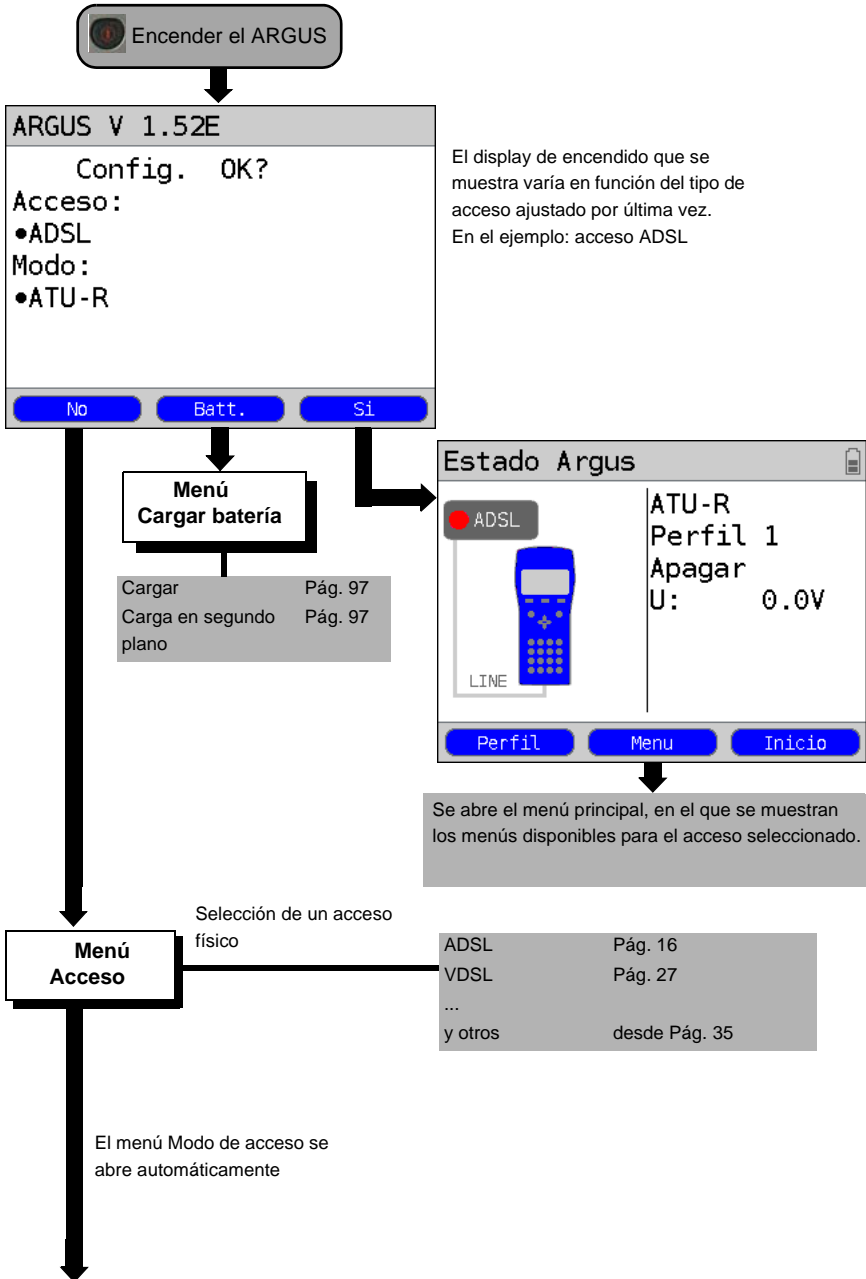 Encender el ARGUS
ARGUS V 1.52E
Config. OK?
Acceso:
•ADSL
Modo:
•ATU-R
No Batt. Si
El display de encendido que se
muestra varía en función del tipo de
acceso ajustado por última vez.
En el ejemplo: acceso ADSL
Menú
Cargar batería
Cargar Pág. 97
Carga en segundo Pág. 97
plano
Estado Argus
ADSL
LINE
ATU-R
Perfil 1
Apagar
U: 0.0V
Perfil Menu Inicio
Se abre el menú principal, en el que se muestran
los menús disponibles para el acceso seleccionado.
Menú
Acceso
Selección de un acceso
físico
ADSL Pág. 16
VDSL Pág. 27
...
y otros desde Pág. 35
El menú Modo de acceso se
abre automáticamente